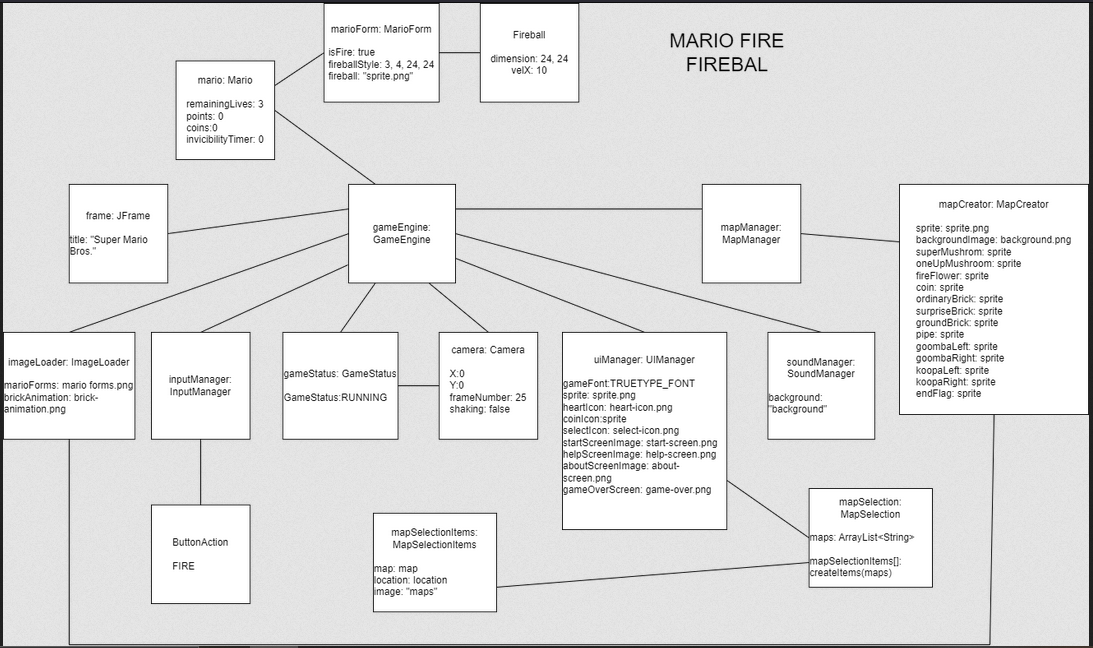 MARIO FIRE
FIREBAL
marioForm: MarioForm
isFire: true
fireballStyle: 3, 4, 24, 24
fireball: "sprite.png"
Fireball
dimension: 24, 24
velX: 10
mario: Mario
remainingLives: 3
points: 0
coins:0
invicibilityTimer: 0
frame: JFrame
title: "Super Mario
Bros."
gameEngine:
GameEngine
mapManager:
MapManager
mapCreator: MapCreator
sprite: sprite.png
backgroundImage: background.png
superMushrom: sprite
oneUpMushroom: sprite
fireFlower: sprite
coin: sprite
ordinaryBrick: sprite
surpriseBrick: sprite
groundBrick: sprite
pipe: sprite
goombaLeft: sprite
goombaRight: sprite
koopaLeft: sprite
koopaRight: sprite
endFlag: sprite
imageLoader: ImageLoader
marioForms: mario forms.png
brickAnimation: brick-
animation.png
inputManager:
InputManager
gameStatus: GameStatus
GameStatus:RUNNING
camera: Camera
X:0
Y:0
frameNumber: 25
shaking: false
uiManager: UIManager
gameFont:TRUETYPE_FONT
sprite: sprite.png
heartIcon: heart-icon.png
coinIcon:sprite
selectIcon: select-icon.png
startScreenImage: start-screen.png
helpScreenImage: help-screen.png
aboutScreenImage: about-
screen.png
gameOverScreen: game-over.png
soundManager:
SoundManager
background:
"background"
ButtonAction
FIRE
mapSelectionItems:
MapSelectionItems
map: map
location: location
image: "maps"
mapSelection:
MapSelection
maps: ArrayList<String>
mapSelectionItems[]:
createItems(maps)